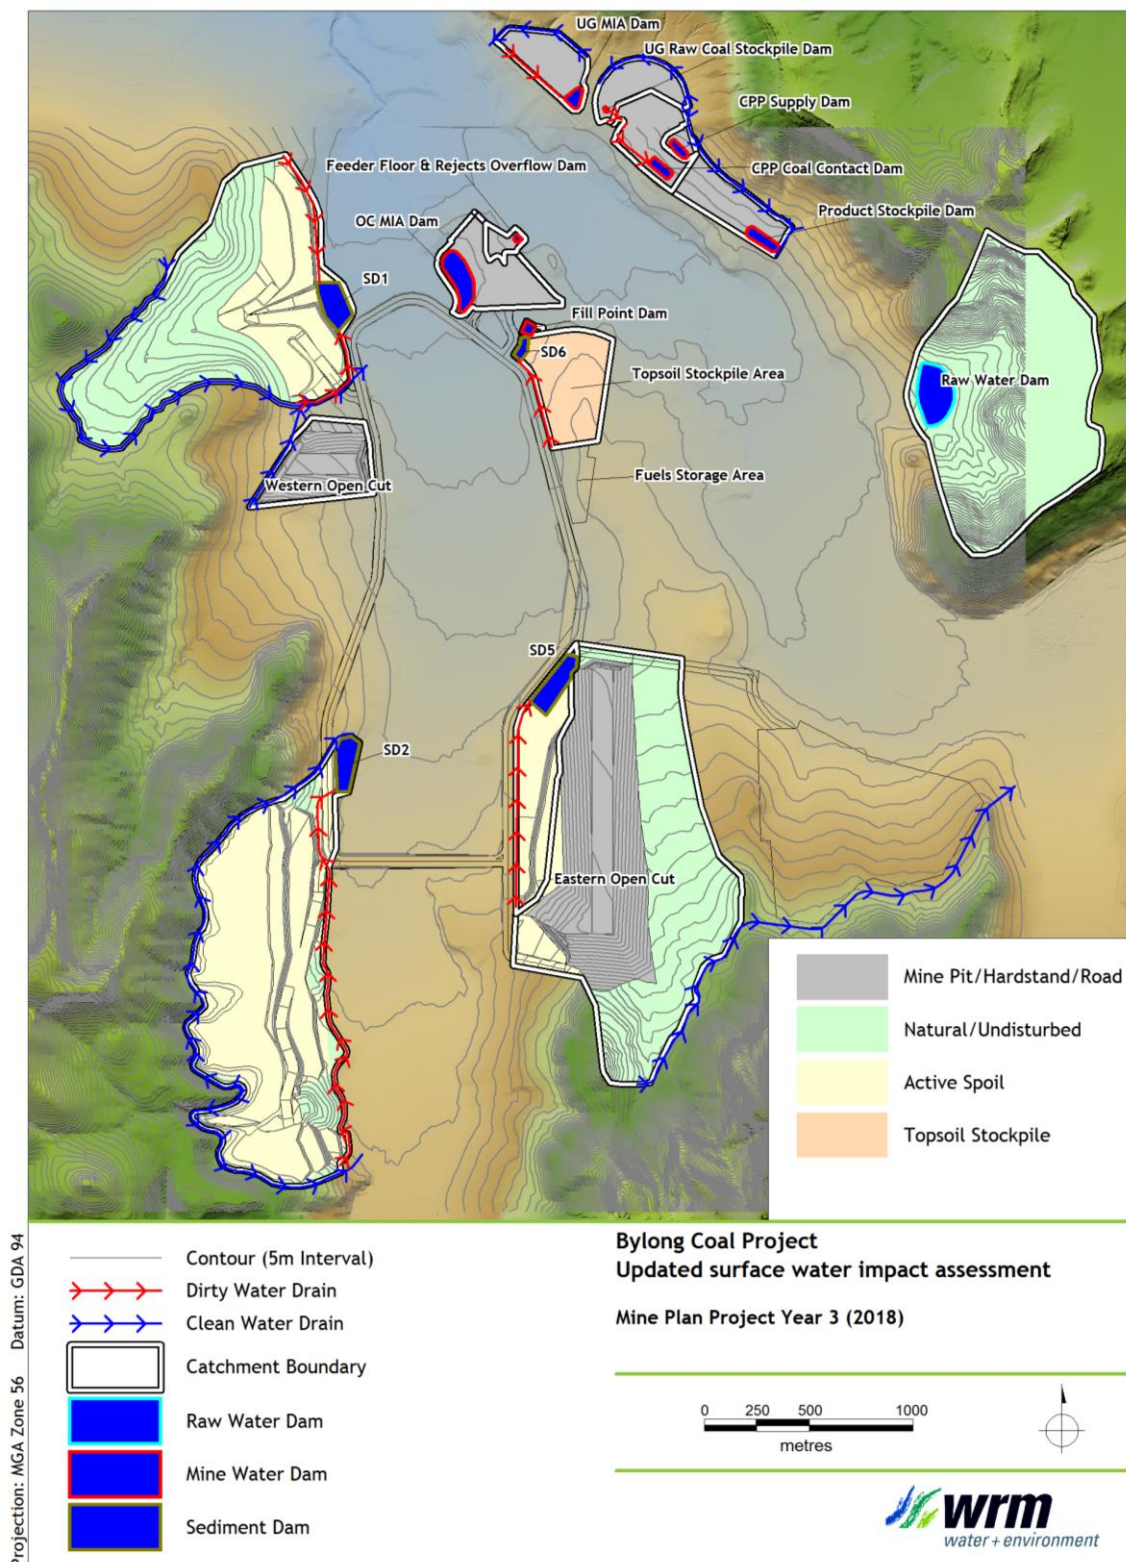 UG MIA Dam
UG Raw Coal Stockpile Dam
CPP Supply Dam
Feeder Floor & Rejects Overflow Dam
CPP Coal Contact Dam
OC MIA Dam
Product Stockpile Dam
SD1
Fill Point Dam
SD6
Topsoil Stockpile Area
Raw Water Dam
Western Open Cut
Fuels Storage Area
SD5
SD2
Eastern Open Cut
Mine Pit/Hardstand/Road
Natural/Undisturbed
Active Spoil
Topsoil Stockpile
Projection: MGA Zone 56 Datum: GDA 94
Contour (5m Interval)
Dirty Water Drain
Clean Water Drain
Catchment Boundary
Raw Water Dam
Mine Water Dam
Sediment Dam
Bylong Coal Project
Updated surface water impact assessment
Mine Plan Project Year 3 (2018)
0 250 500 1000
metres
wrm
water + environment